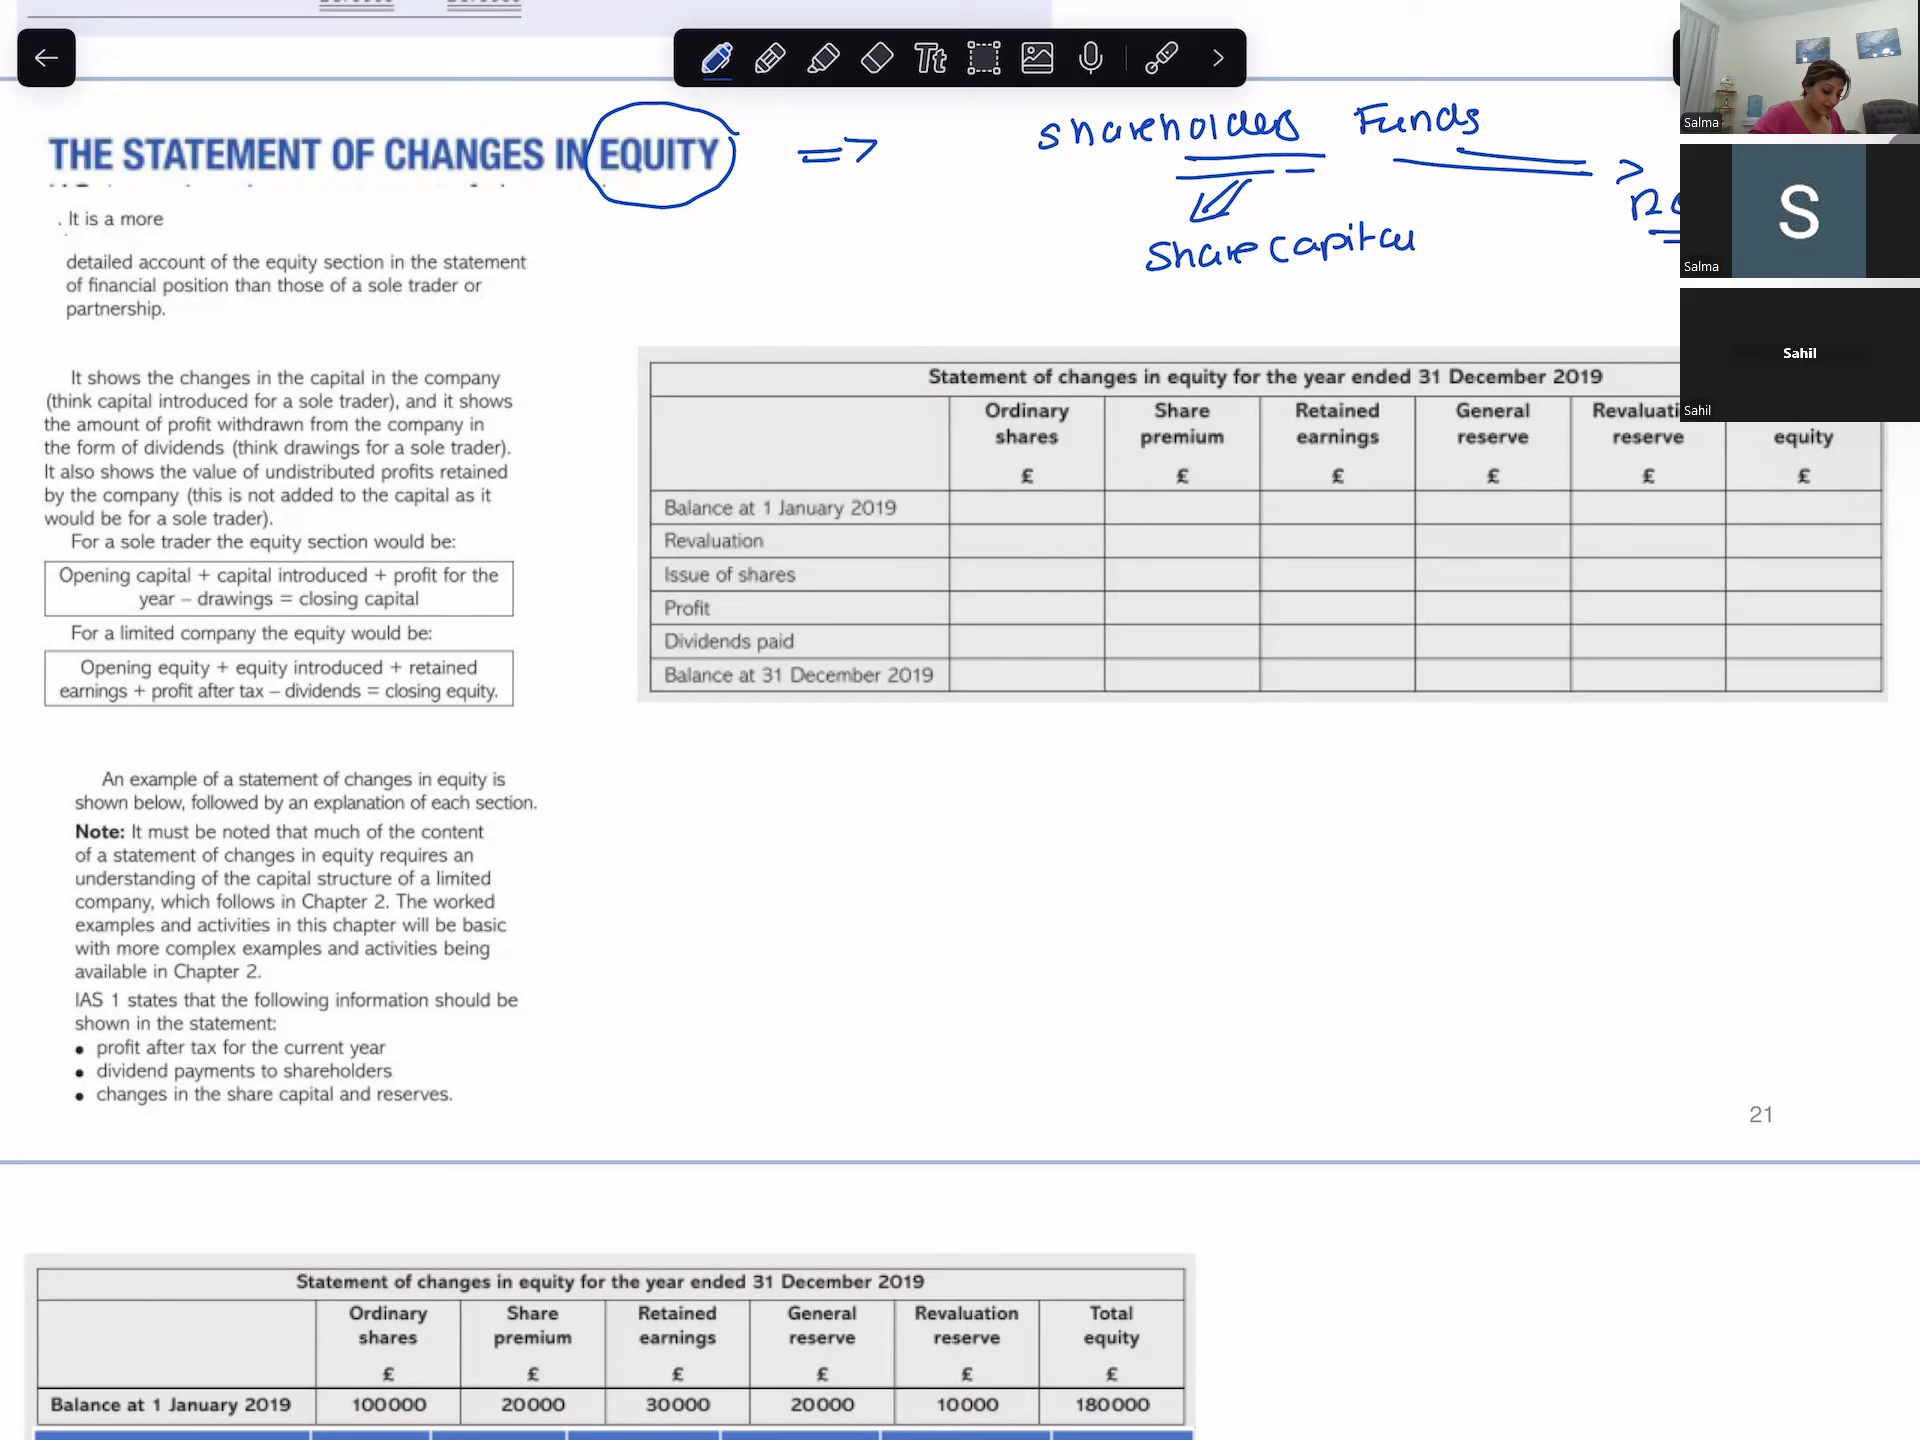 THE STATEMENT OF CHANGES IN EQUITY => Shareholders Funds
Share Capital
Salma
Salma
Sahil
Sahil
. It is a more
detailed account of the equity section in the statement
of financial position than those of a sole trader or
partnership.
It shows the changes in the capital in the company
(think capital introduced for a sole trader), and it shows
the amount of profit withdrawn from the company in
the form of dividends (think drawings for a sole trader).
It also shows the value of undistributed profits retained
by the company (this is not added to the capital as it
would be for a sole trader).
For a sole trader the equity section would be:
Opening capital + capital introduced + profit for the
year – drawings = closing capital
For a limited company the equity would be:
Opening equity + equity introduced + retained
earnings + profit after tax – dividends = closing equity.
Statement of changes in equity for the year ended 31 December 2019
Ordinary Share Retained General
shares premium earnings reserve reserve equity
£ £ £ £ £ £
Balance at 1 January 2019
Revaluation
Issue of shares
Profit
Dividends paid
Balance at 31 December 2019
An example of a statement of changes in equity is
shown below, followed by an explanation of each section.
Note: It must be noted that much of the content
of a statement of changes in equity requires an
understanding of the capital structure of a limited
company, which follows in Chapter 2. The worked
examples and activities in this chapter will be basic
with more complex examples and activities being
available in Chapter 2.
IAS 1 states that the following information should be
shown in the statement:
• profit after tax for the current year
• dividend payments to shareholders
• changes in the share capital and reserves.
21
Statement of changes in equity for the year ended 31 December 2019
Ordinary Share Retained General Revaluation Total
shares premium earnings reserve reserve equity
£ £ £ £ £ £
Balance at 1 January 2019 100000 20000 30000 20000 10000 180000